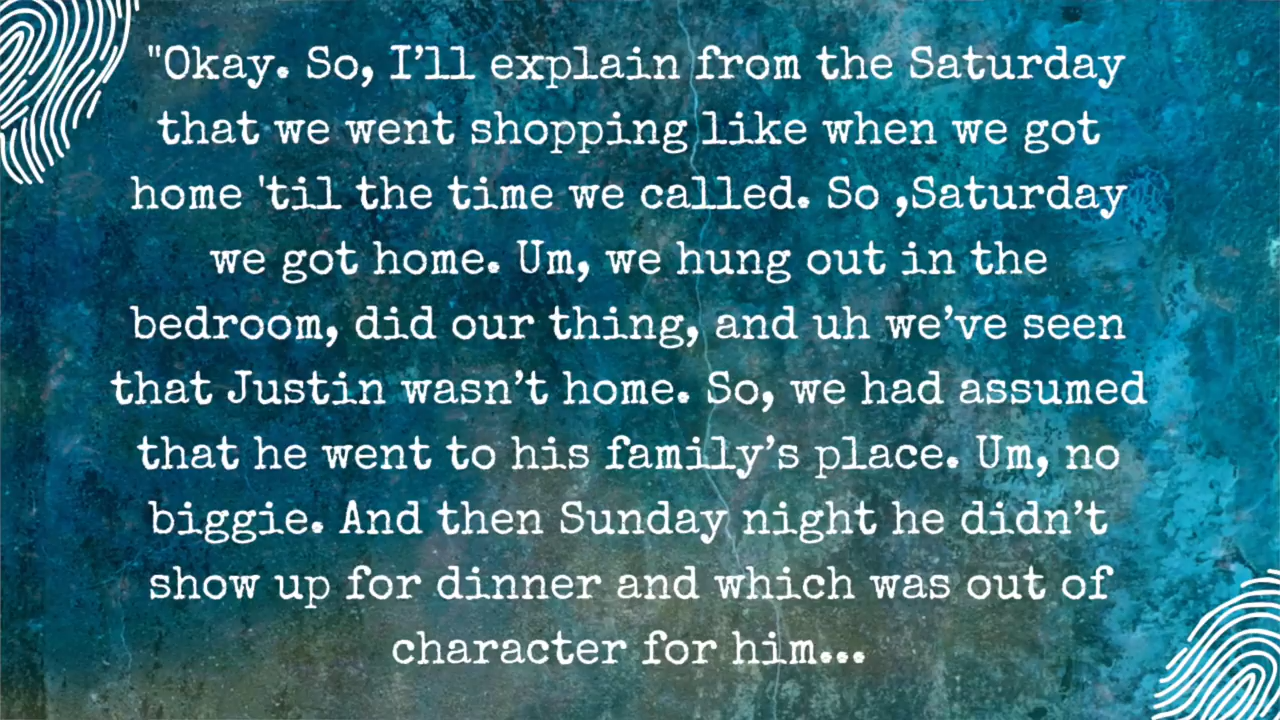 "Okay. So, I’ll explain from the Saturday
that we went shopping like when we got
home 'til the time we called. So ,Saturday
we got home. Um, we hung out in the
bedroom, did our thing, and uh we’ve seen
that Justin wasn’t home. So, we had assumed
that he went to his family’s place. Um, no
biggie. And then Sunday night he didn’t
show up for dinner and which was out of
character for him...